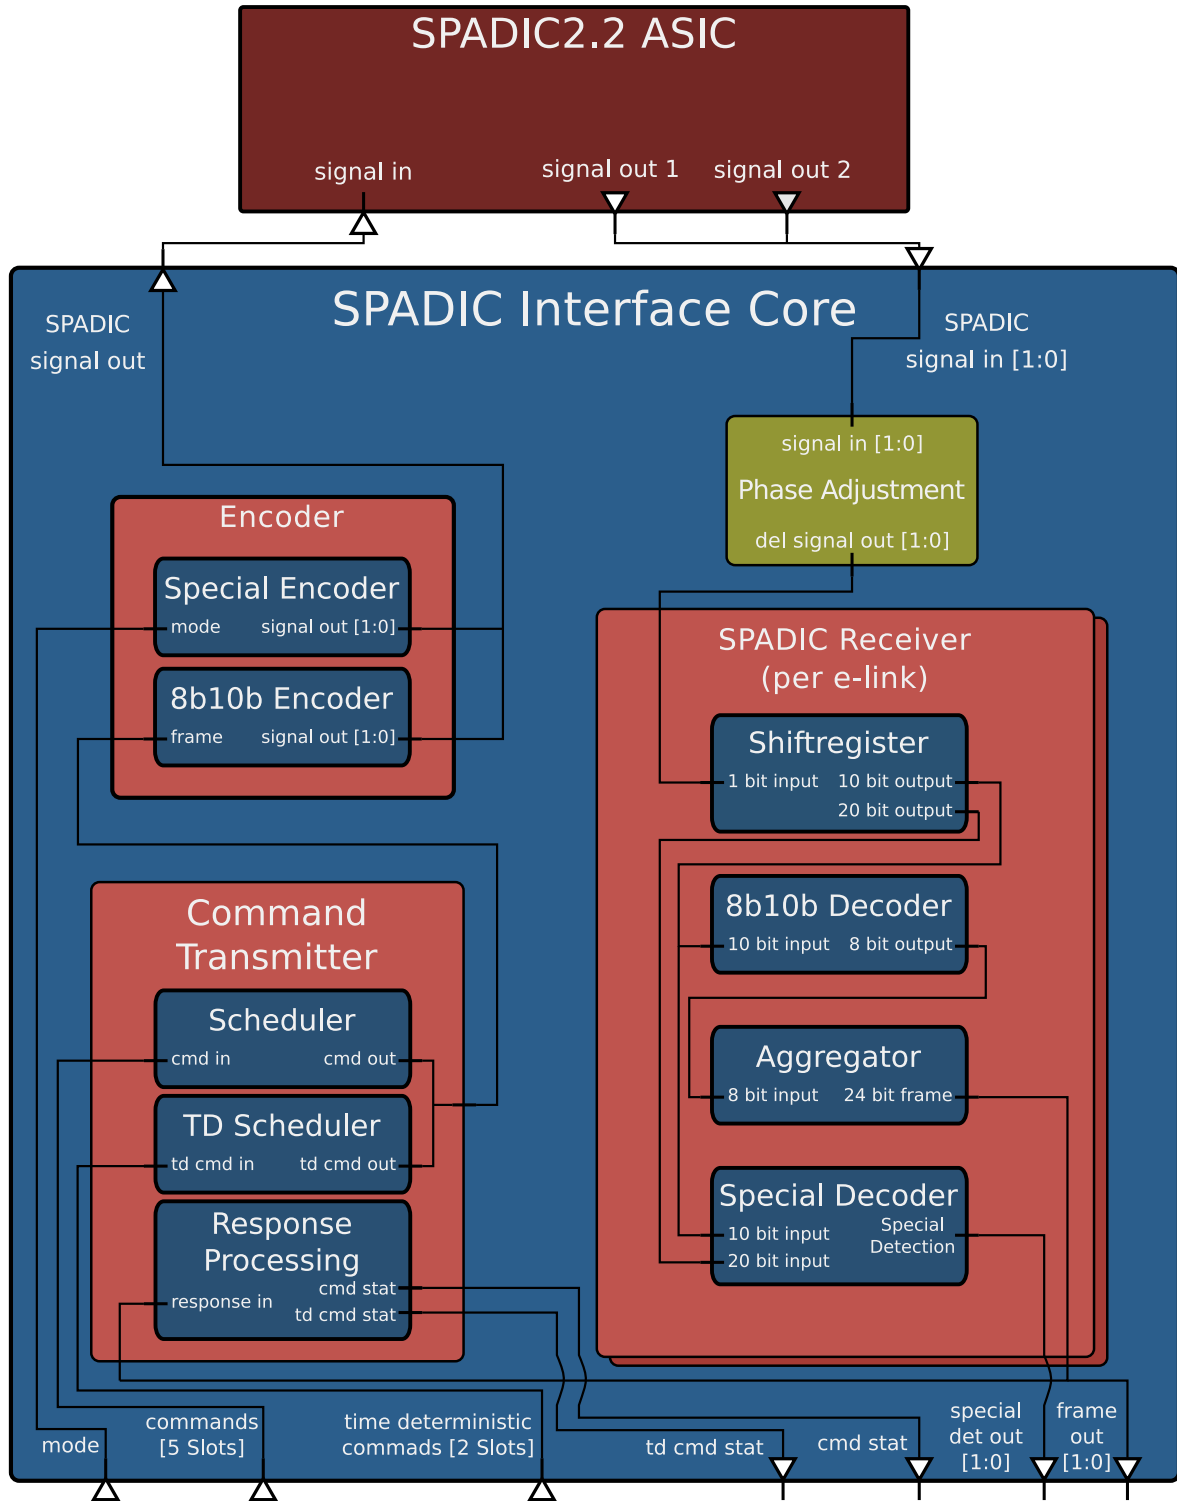 SPADIC2.2 ASIC
signal in
signal out 1
signal out 2
SPADIC Interface Core
SPADIC
signal out
SPADIC
signal in [1:0]
signal in [1:0]
Phase Adjustment
del signal out [1:0]
Encoder
Special Encoder
mode
signal out [1:0]
8b10b Encoder
frame
signal out [1:0]
SPADIC Receiver
(per e-link)
Shiftregister
1 bit input
10 bit output
20 bit output
8b10b Decoder
10 bit input
8 bit output
Aggregator
8 bit input
24 bit frame
Special Decoder
10 bit input
20 bit input
Special
Detection
Command
Transmitter
Scheduler
cmd in
cmd out
TD Scheduler
td cmd in
td cmd out
Response
Processing
cmd stat
response in
td cmd stat
mode
commands
[5 Slots]
time deterministic
commads [2 Slots]
td cmd stat
cmd stat
special
det out
[1:0]
frame
out
[1:0]